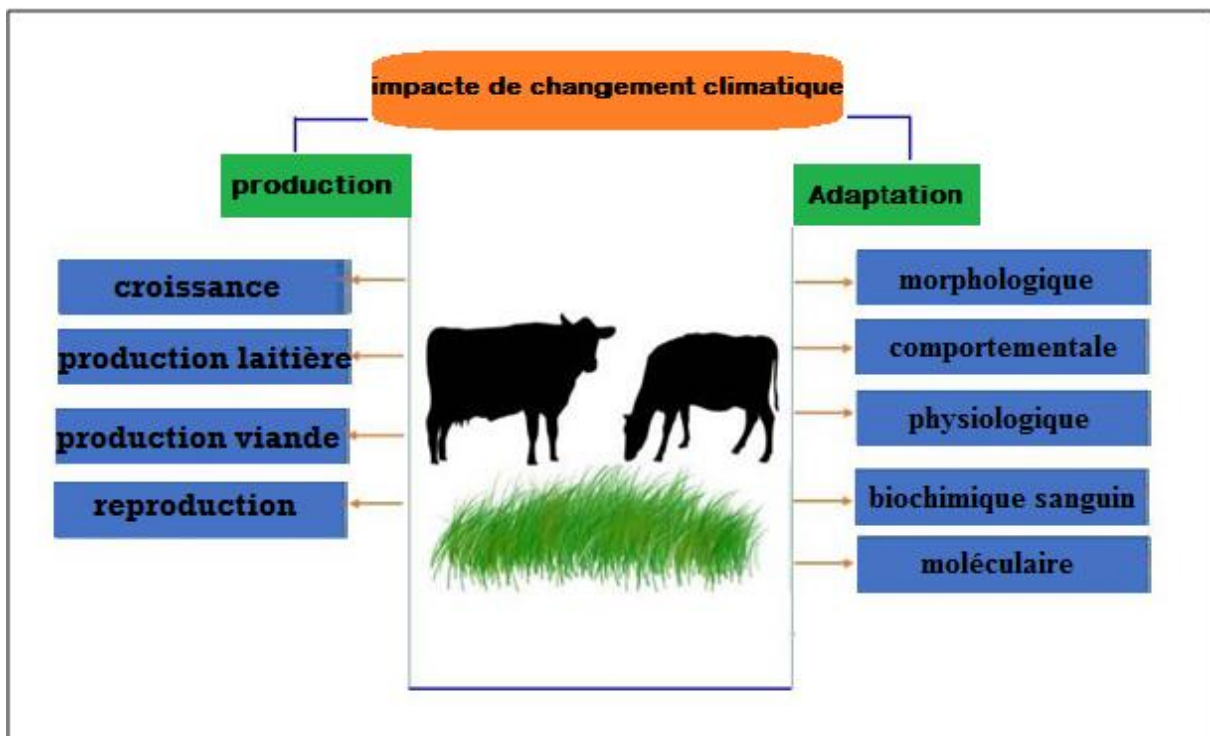 impacte de changement climatique
production
Adaptation
croissance
production laitière
production viande
reproduction
morphologique
comportementale
physiologique
biochimique sanguin
moléculaire